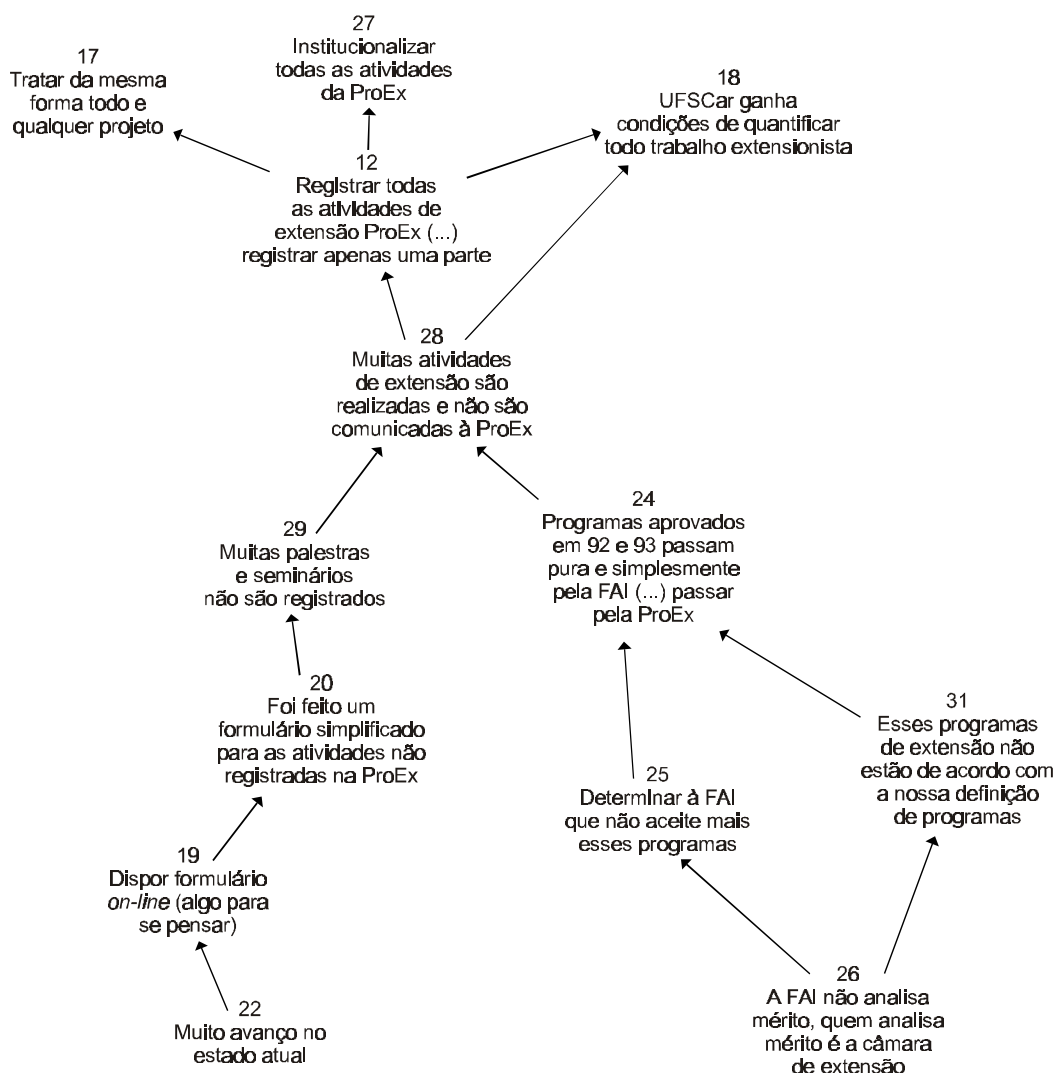 27
Institucionalizar
todas as atividades
da ProEx
17
Tratar da mesma
forma todo e
qualquer projeto
18
UFSCar ganha
condições de quantificar
todo trabalho extensionista
12
Registrar todas
as atividades de
extensão ProEx (...)
registrar apenas uma parte
28
Muitas atividades
de extensão são
realizadas e não são
comunicadas à ProEx
24
Programas aprovados
em 92 e 93 passam
pura e simplesmente
pela FAI (...) passar
pela ProEx
29
Muitas palestras
e seminários
não são registrados
20
Foi feito um
formulário simplificado
para as atividades não
registradas na ProEx
31
Esses programas
de extensão não
estão de acordo com
a nossa definição
de programas
25
Determinar à FAI
que não aceite mais
esses programas
19
Dispor formulário
on-line (algo para
se pensar)
26
A FAI não analisa
mérito, quem analisa
mérito é a câmara
de extensão
22
Muito avanço no
estado atual